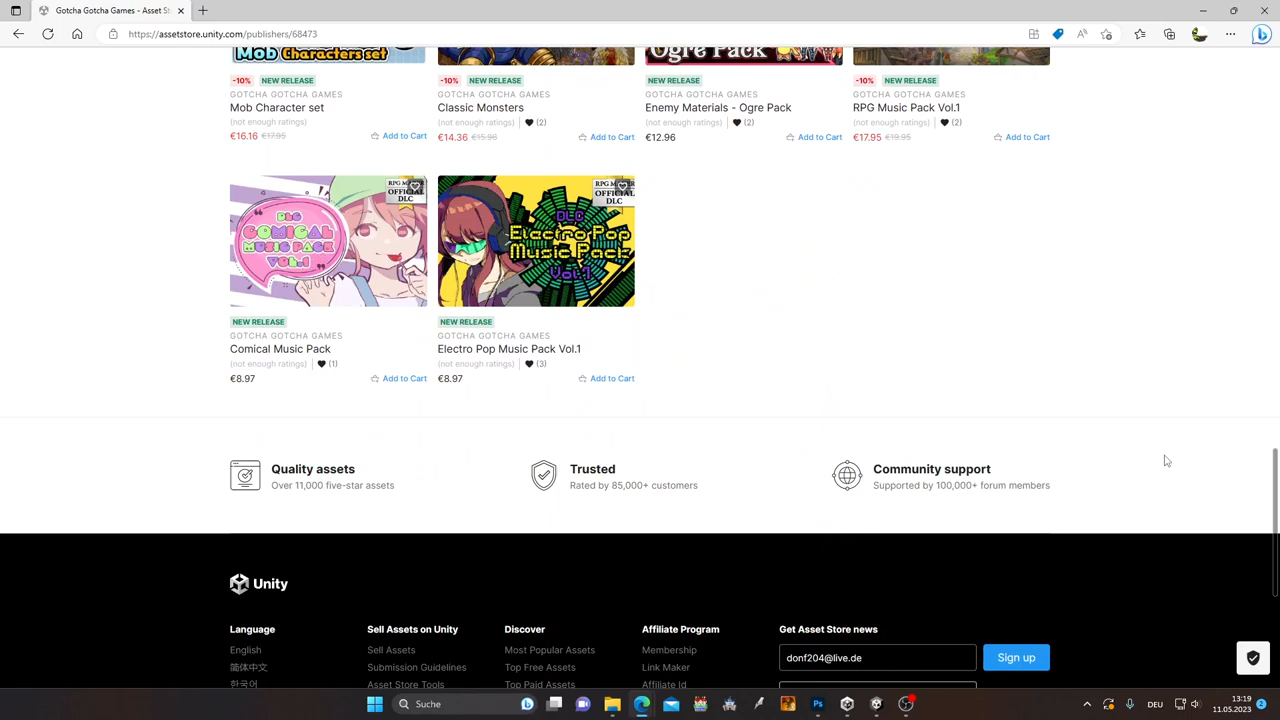 Gotcha Gotcha Games - Asset St
https://assetstore.unity.com/publishers/68473
Mob Characters set
Ogre Pack
-10% NEW RELEASE
GOTCHA GOTCHA GAMES
Mob Character set
(not enough ratings)
€16.16 €17.95 Add to Cart
-10% NEW RELEASE
GOTCHA GOTCHA GAMES
Classic Monsters
(not enough ratings) (2)
€14.36 €15.96 Add to Cart
NEW RELEASE
GOTCHA GOTCHA GAMES
Enemy Materials - Ogre Pack
(not enough ratings) (2)
€12.96 Add to Cart
-10% NEW RELEASE
GOTCHA GOTCHA GAMES
RPG Music Pack Vol.1
(not enough ratings) (2)
€17.95 €19.95 Add to Cart
OFFICIAL
DLC
DLC
COMICAL
MUSIC PACK
VOL.1
NEW RELEASE
GOTCHA GOTCHA GAMES
Comical Music Pack
(not enough ratings) (1)
€8.97 Add to Cart
OFFICIAL
DLC
DLC
Electro Pop
Music Pack
Vol.1
NEW RELEASE
GOTCHA GOTCHA GAMES
Electro Pop Music Pack Vol.1
(not enough ratings) (3)
€8.97 Add to Cart
Quality assets
Over 11,000 five-star assets
Trusted
Rated by 85,000+ customers
Community support
Supported by 100,000+ forum members
Unity
Language
English
简体中文
한국어
Sell Assets on Unity
Sell Assets
Submission Guidelines
Asset Store Tools
Discover
Most Popular Assets
Top Free Assets
Top Paid Assets
Affiliate Program
Membership
Link Maker
Affiliate Id
Get Asset Store news
donf204@live.de Sign up
Suche
DEU
13:19
11.05.2023
2